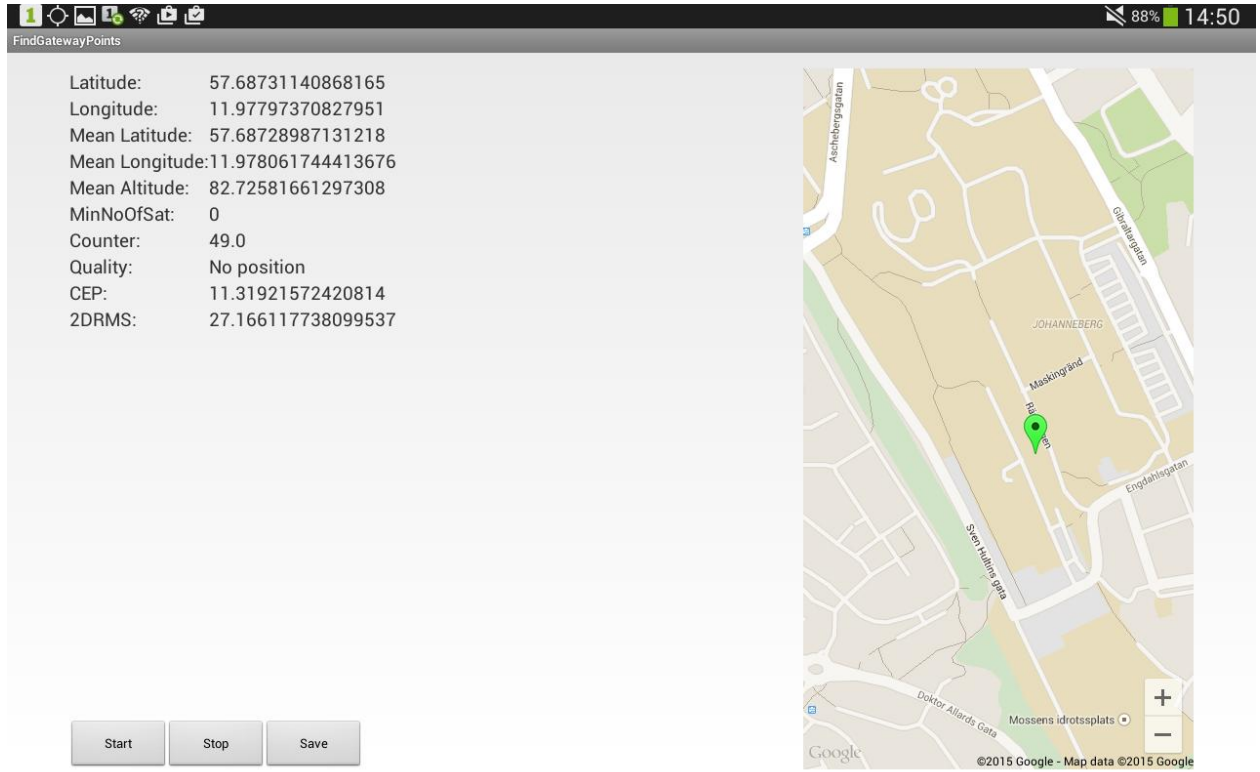 1
88%
14:50
FindGatewayPoints
Latitude: 57.68731140868165
Longitude: 11.97797370827951
Mean Latitude: 57.68728987131218
Mean Longitude:11.978061744413676
Mean Altitude: 82.72581661297308
MinNoOfSat: 0
Counter: 49.0
Quality: No position
CEP: 11.31921572420814
2DRMS: 27.166117738099537
Start
Stop
Save
Aschebergsgatan
Gibraltargatan
JOHANNEBERG
Maskingränd
Engdahlsgatan
Sven Hultins gata
Doktor Allards Gata
Mossens idrottsplats
+
−
Google
©2015 Google - Map data ©2015 Google